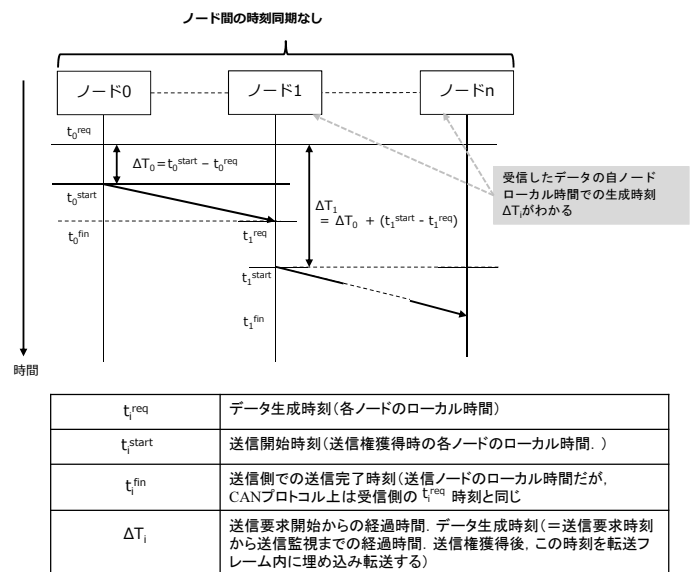 ノード間の時刻同期なし
ノード0
ノード1
ノードn
t0req
ΔT0=t0start – t0req
t0start
t0fin
t1req
ΔT1
= ΔT0 + (t1start - t1req)
t1start
t1fin
受信したデータの自ノード
ローカル時間での生成時刻
ΔTiがわかる
時間
tireq
データ生成時刻(各ノードのローカル時間)
tistart
送信開始時刻(送信権獲得時の各ノードのローカル時間.)
tifin
送信側での送信完了時刻(送信ノードのローカル時間だが,
CANプロトコル上は受信側の tireq 時刻と同じ
ΔTi
送信要求開始からの経過時間. データ生成時刻(=送信要求時刻
から送信監視までの経過時間. 送信権獲得後, この時刻を転送フ
レーム内に埋め込み転送する)